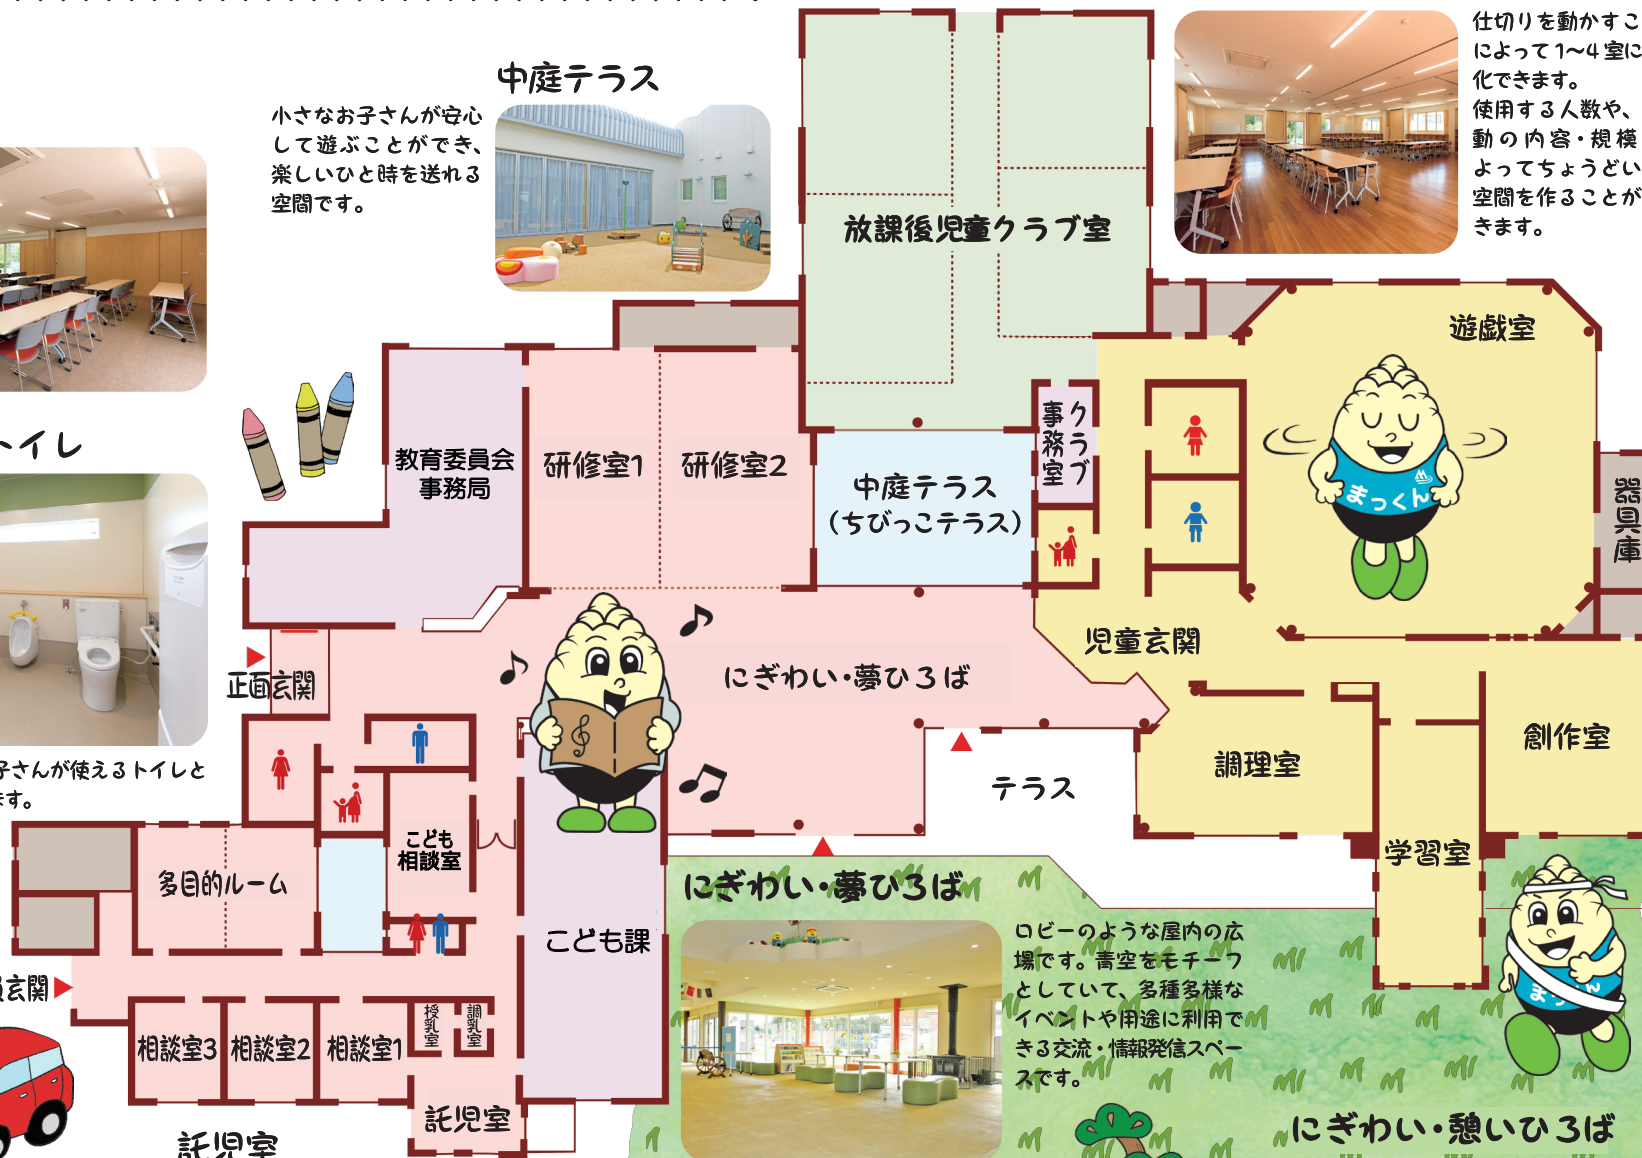 中庭テラス
小さなお子さんが安心
して遊ぶことができ、
楽しいひと時を送れる
空間です。
仕切りを動かすこ
によって1〜4室に
化できます。
使用する人数や、
動の内容・規模
よってちょうどい
空間を作ることが
きます。
放課後児童クラブ室
遊戯室
トイレ
教育委員会
事務局
研修室1
研修室2
中庭テラス
(ちびっこテラス)
クラブ
事務室
まっくん
器具庫
児童玄関
にぎわい・夢ひろば
正面玄関
子さんが使えるトイレと
ます。
テラス
調理室
創作室
学習室
こども
相談室
多目的ルーム
こども課
にぎわい・夢ひろば
ロビーのような屋内の広
場です。青空をモチーフ
としていて、多種多様な
イベントや用途に利用で
きる交流・情報発信スペー
スです。
玄関
授乳室
調乳室
相談室3
相談室2
相談室1
託児室
託児室
まっくん
にぎわい・憩いひろば